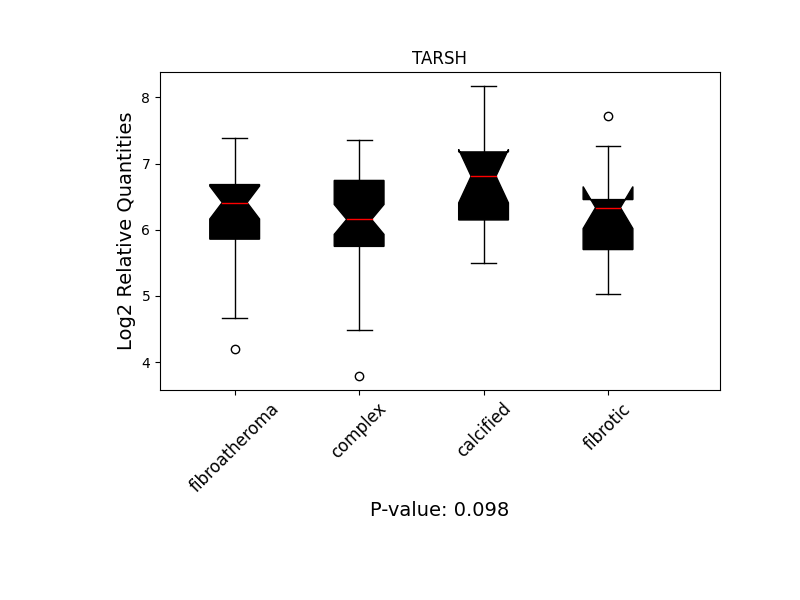 TARSH
Log2 Relative Quantities
8
7
6
5
4
fibroatheroma
complex
calcified
fibrotic
P-value: 0.098